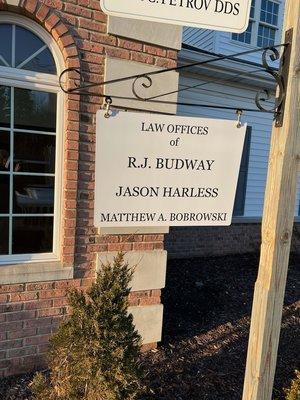 C. PETROV DDS
LAW OFFICES
of
R.J. BUDWAY
JASON HARLESS
MATTHEW A. BOBROWSKI